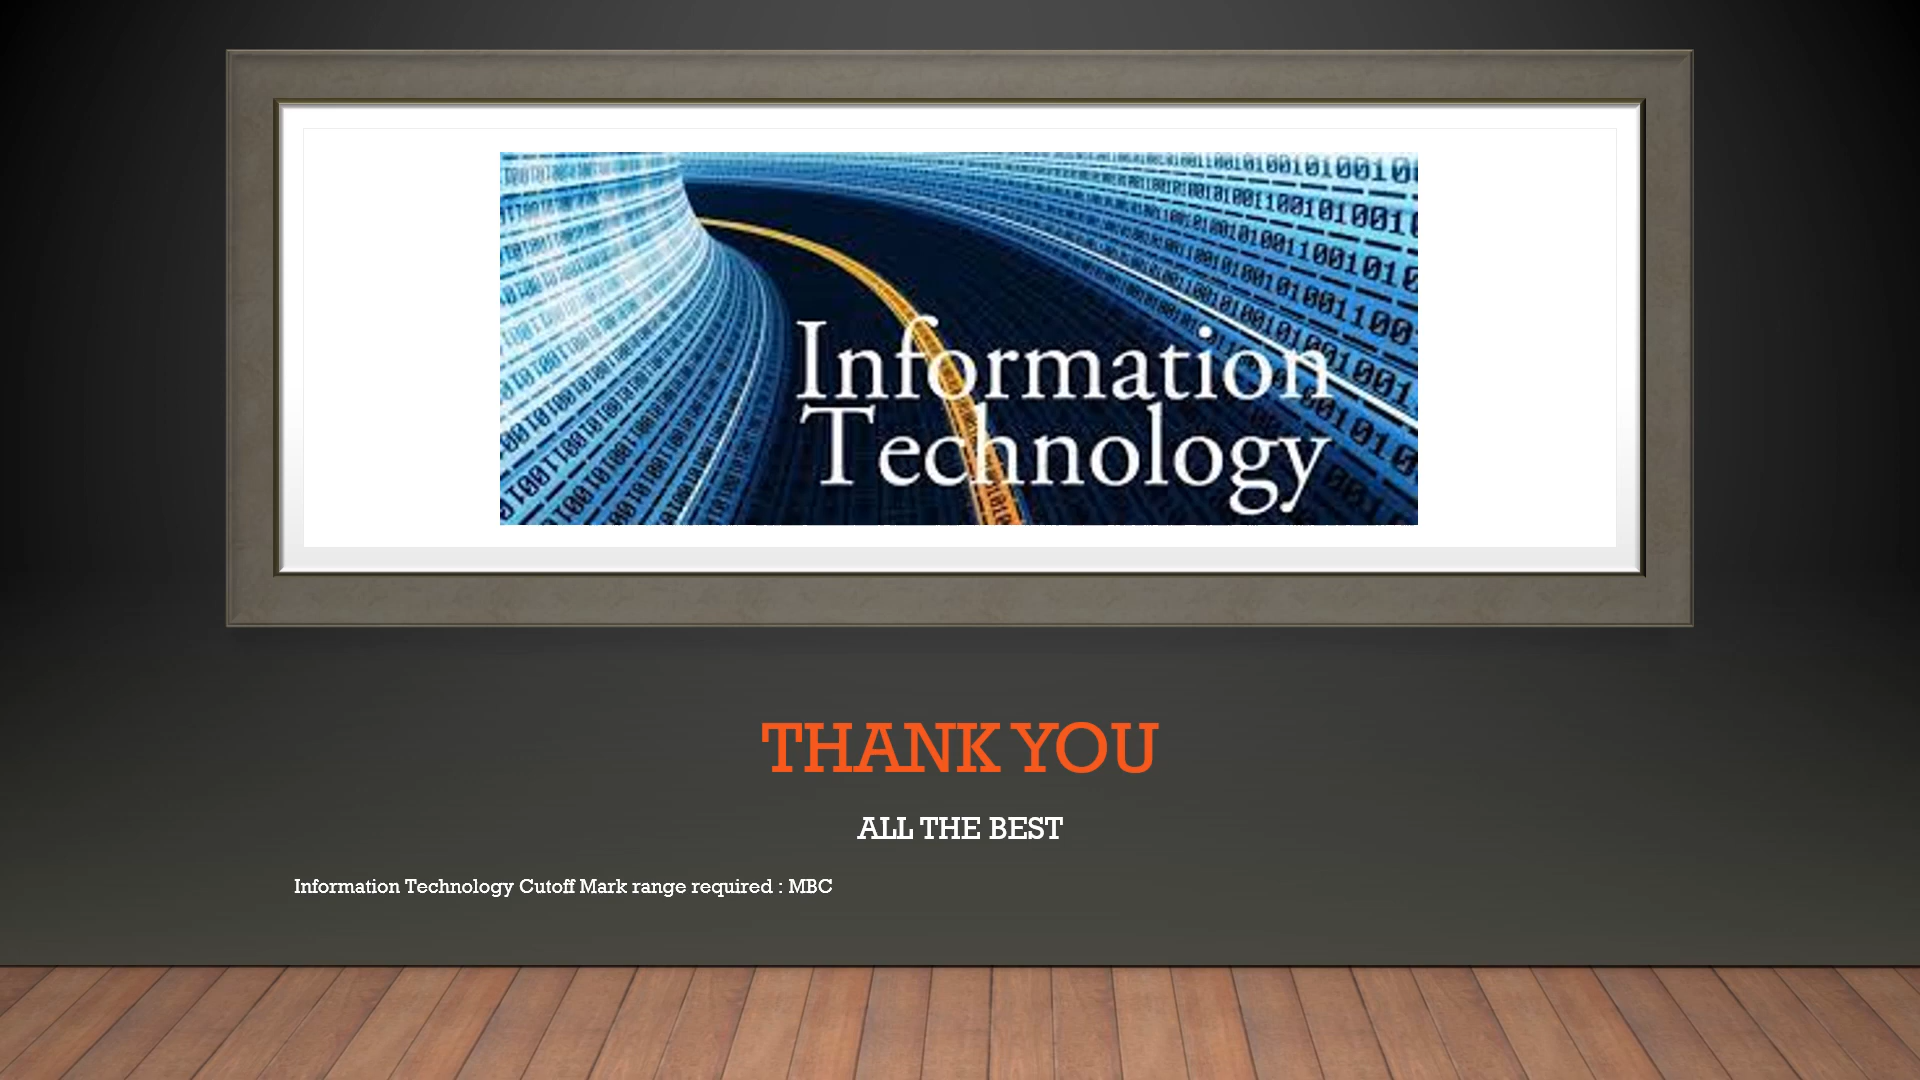 Information
Technology
THANK YOU
ALL THE BEST
Information Technology Cutoff Mark range required : MBC